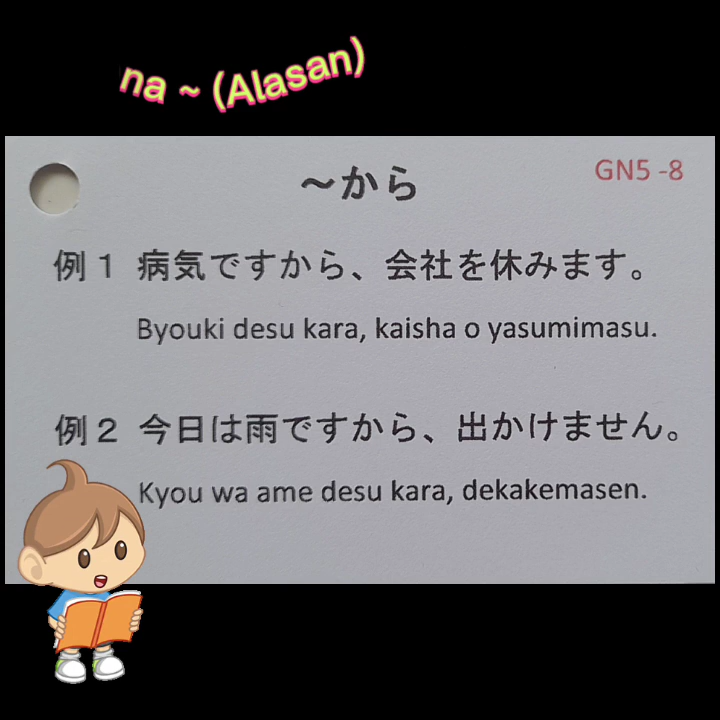 na ~ (Alasan)
～から
GN5 -8
例１ 病気ですから、会社を休みます。
Byouki desu kara, kaisha o yasumimasu.
例２ 今日は雨ですから、出かけません。
Kyou wa ame desu kara, dekakemasen.